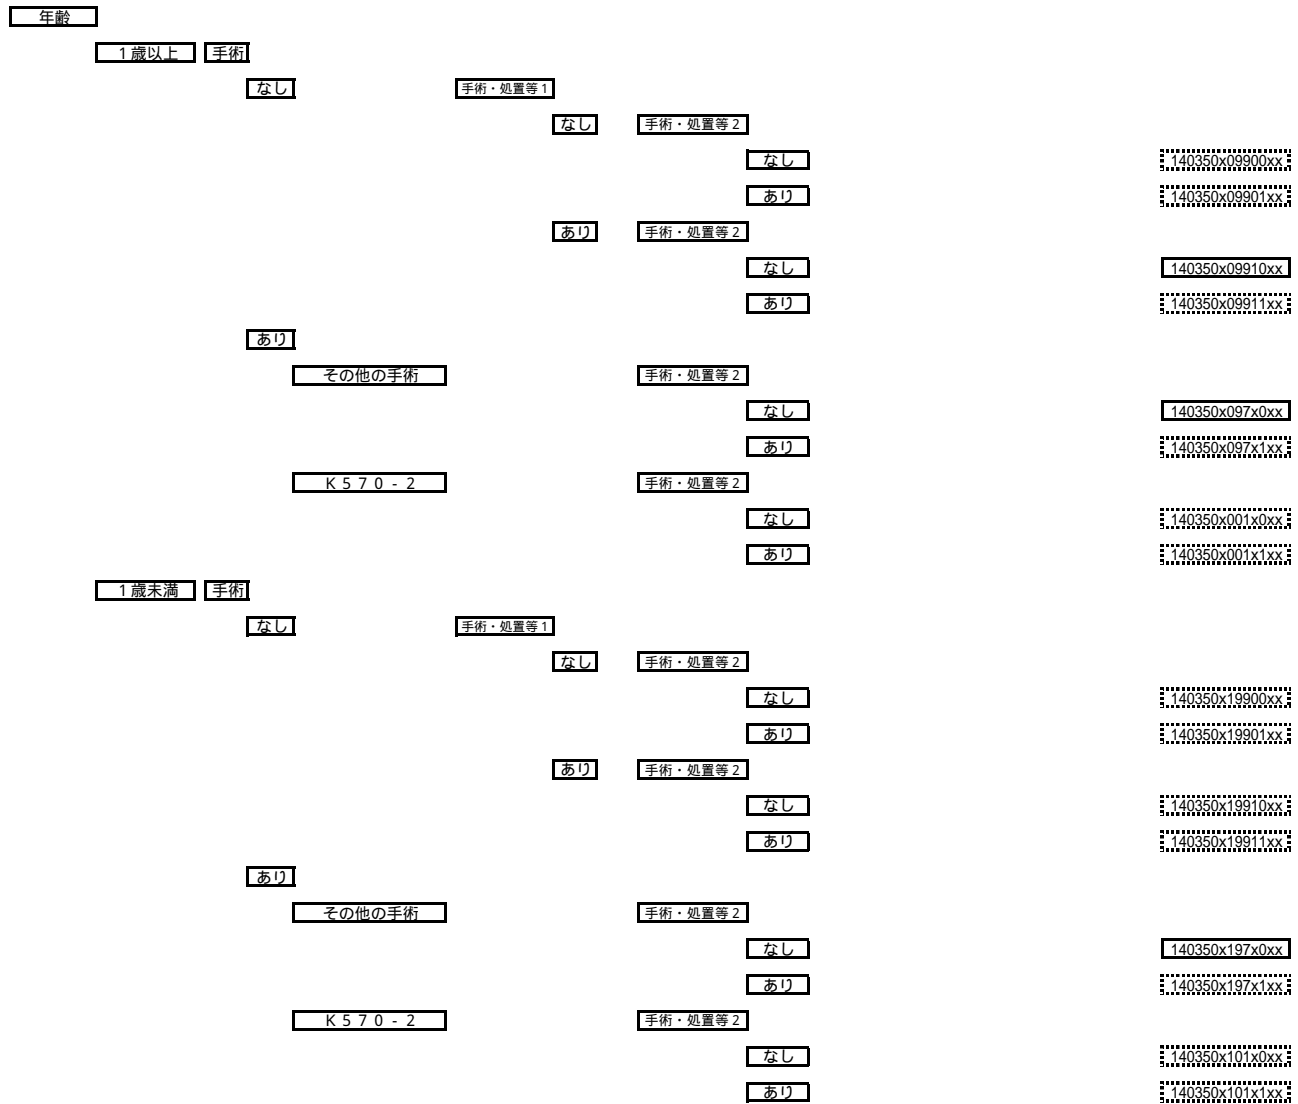 年齢
1歳以上 手術
なし 手術・処置等1
なし 手術・処置等2
なし 140350x09900xx
あり 140350x09901xx
あり 手術・処置等2
なし 140350x09910xx
あり 140350x09911xx
あり
その他の手術 手術・処置等2
なし 140350x097x0xx
あり 140350x097x1xx
K570-2 手術・処置等2
なし 140350x001x0xx
あり 140350x001x1xx
1歳未満 手術
なし 手術・処置等1
なし 手術・処置等2
なし 140350x19900xx
あり 140350x19901xx
あり 手術・処置等2
なし 140350x19910xx
あり 140350x19911xx
あり
その他の手術 手術・処置等2
なし 140350x197x0xx
あり 140350x197x1xx
K570-2 手術・処置等2
なし 140350x101x0xx
あり 140350x101x1xx